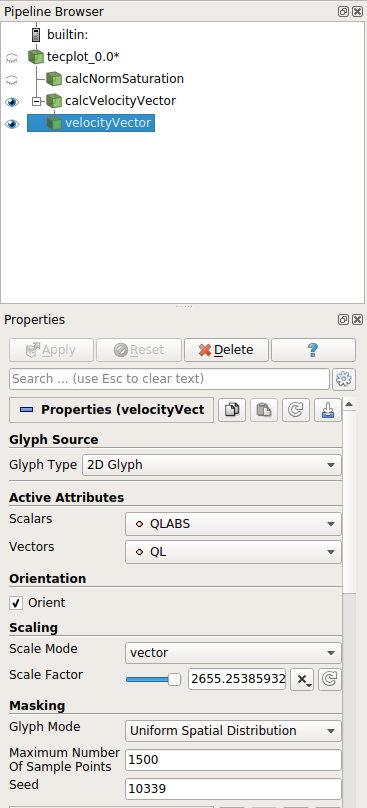 Pipeline Browser
builtin:
tecplot_0.0*
calcNormSaturation
calcVelocityVector
velocityVector
Properties
Apply Reset Delete ?
Search ... (use Esc to clear text)
Properties (velocityVect
Glyph Source
Glyph Type 2D Glyph
Active Attributes
Scalars QLABS
Vectors QL
Orientation
Orient
Scaling
Scale Mode vector
Scale Factor 2655.25385932
Masking
Glyph Mode Uniform Spatial Distribution
Maximum Number
Of Sample Points 1500
Seed 10339